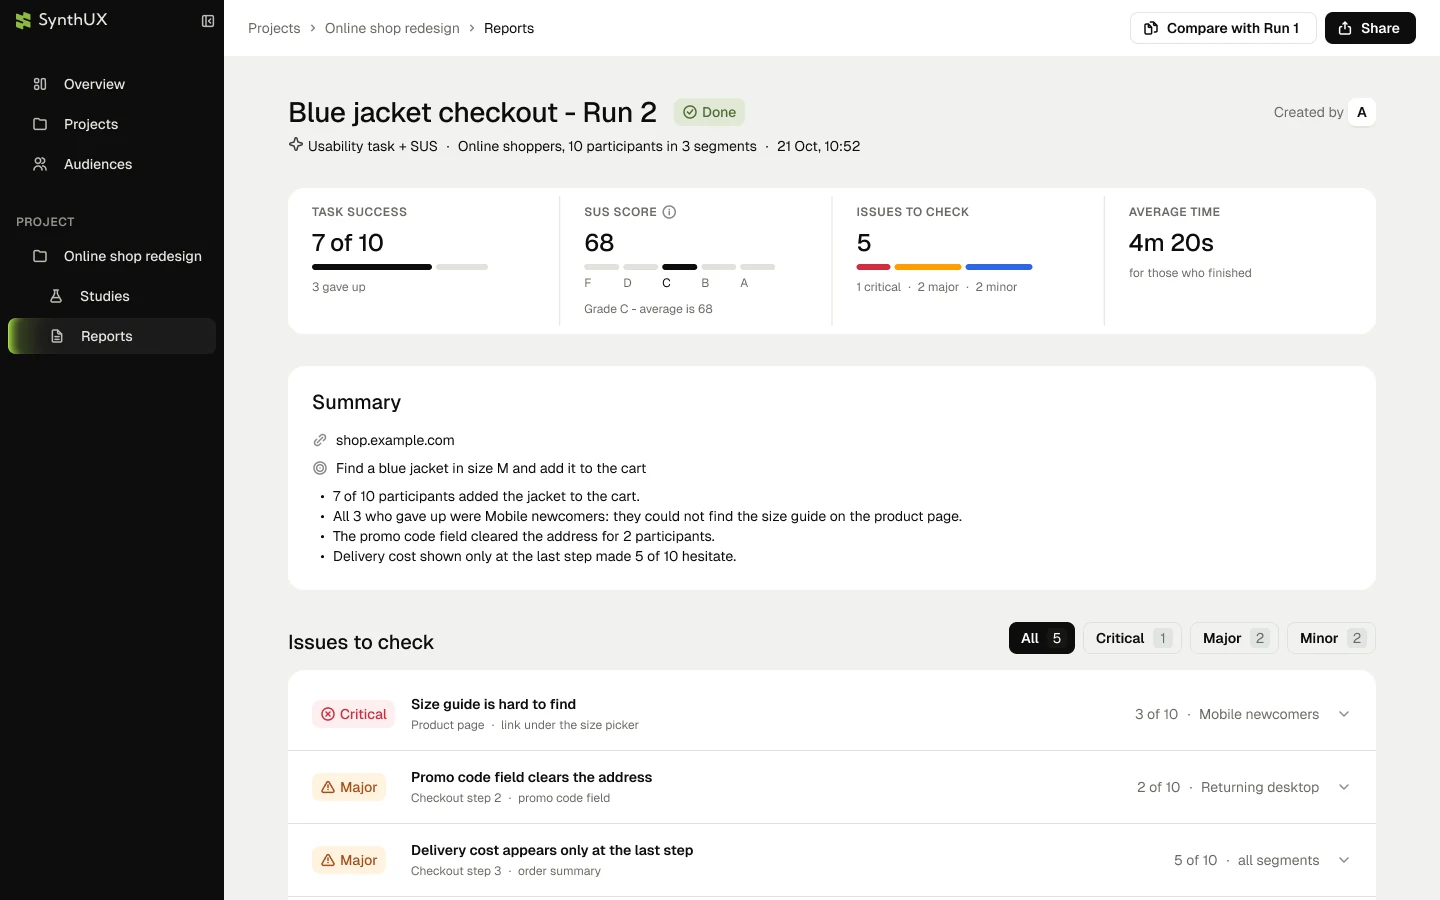 SynthUX
Projects > Online shop redesign > Reports
Compare with Run 1
Share
Overview
Projects
Audiences
PROJECT
Online shop redesign
Studies
Reports
Blue jacket checkout - Run 2
Done
Created by A
Usability task + SUS · Online shoppers, 10 participants in 3 segments · 21 Oct, 10:52
TASK SUCCESS
7 of 10
3 gave up
SUS SCORE
68
F D C B A
Grade C - average is 68
ISSUES TO CHECK
5
1 critical · 2 major · 2 minor
AVERAGE TIME
4m 20s
for those who finished
Summary
shop.example.com
Find a blue jacket in size M and add it to the cart
• 7 of 10 participants added the jacket to the cart.
• All 3 who gave up were Mobile newcomers: they could not find the size guide on the product page.
• The promo code field cleared the address for 2 participants.
• Delivery cost shown only at the last step made 5 of 10 hesitate.
Issues to check
All 5
Critical 1
Major 2
Minor 2
Critical
Size guide is hard to find
Product page · link under the size picker
3 of 10 · Mobile newcomers
Major
Promo code field clears the address
Checkout step 2 · promo code field
2 of 10 · Returning desktop
Major
Delivery cost appears only at the last step
Checkout step 3 · order summary
5 of 10 · all segments